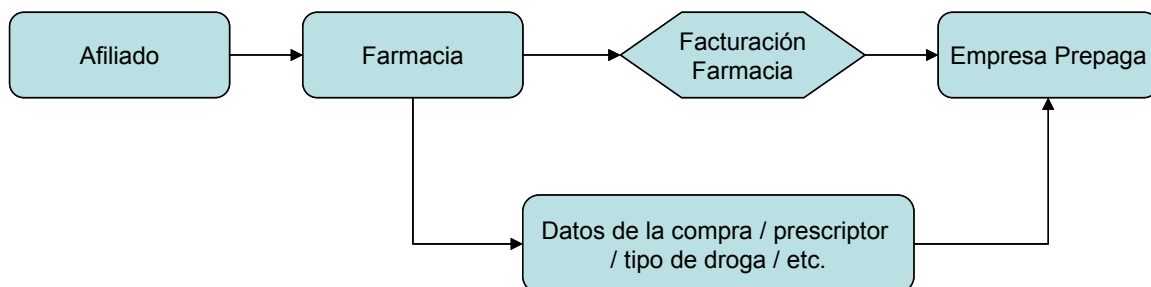 Afiliado
Farmacia
Facturación
Farmacia
Empresa Prepaga
Datos de la compra / prescriptor
/ tipo de droga / etc.